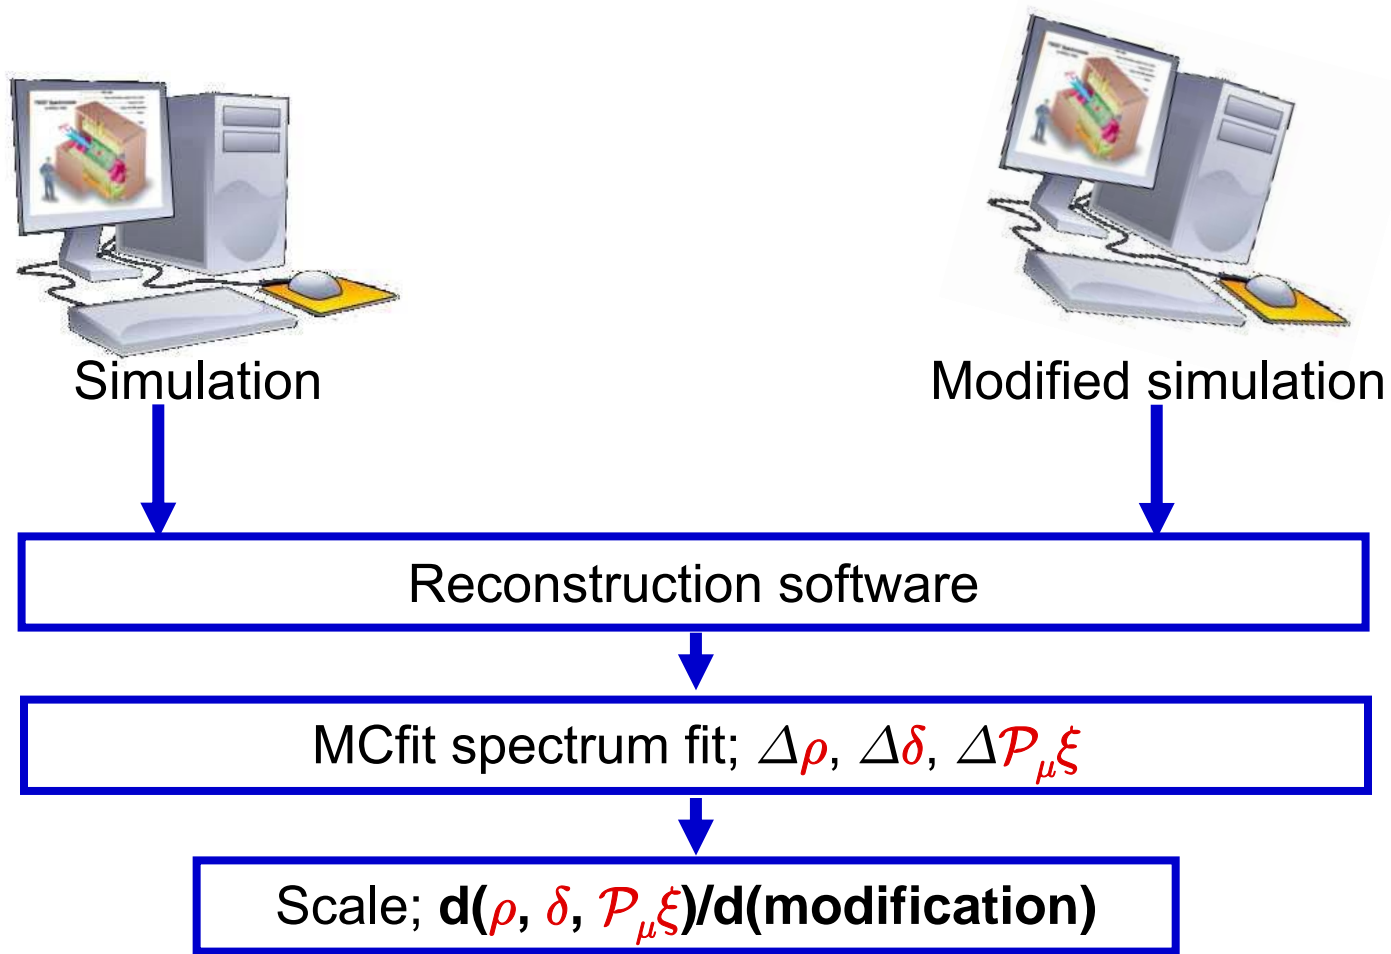 Simulation
Modified simulation
Reconstruction software
MCfit spectrum fit; Δρ, Δδ, Δ𝒫μξ
Scale; d(ρ, δ, 𝒫μξ)/d(modification)